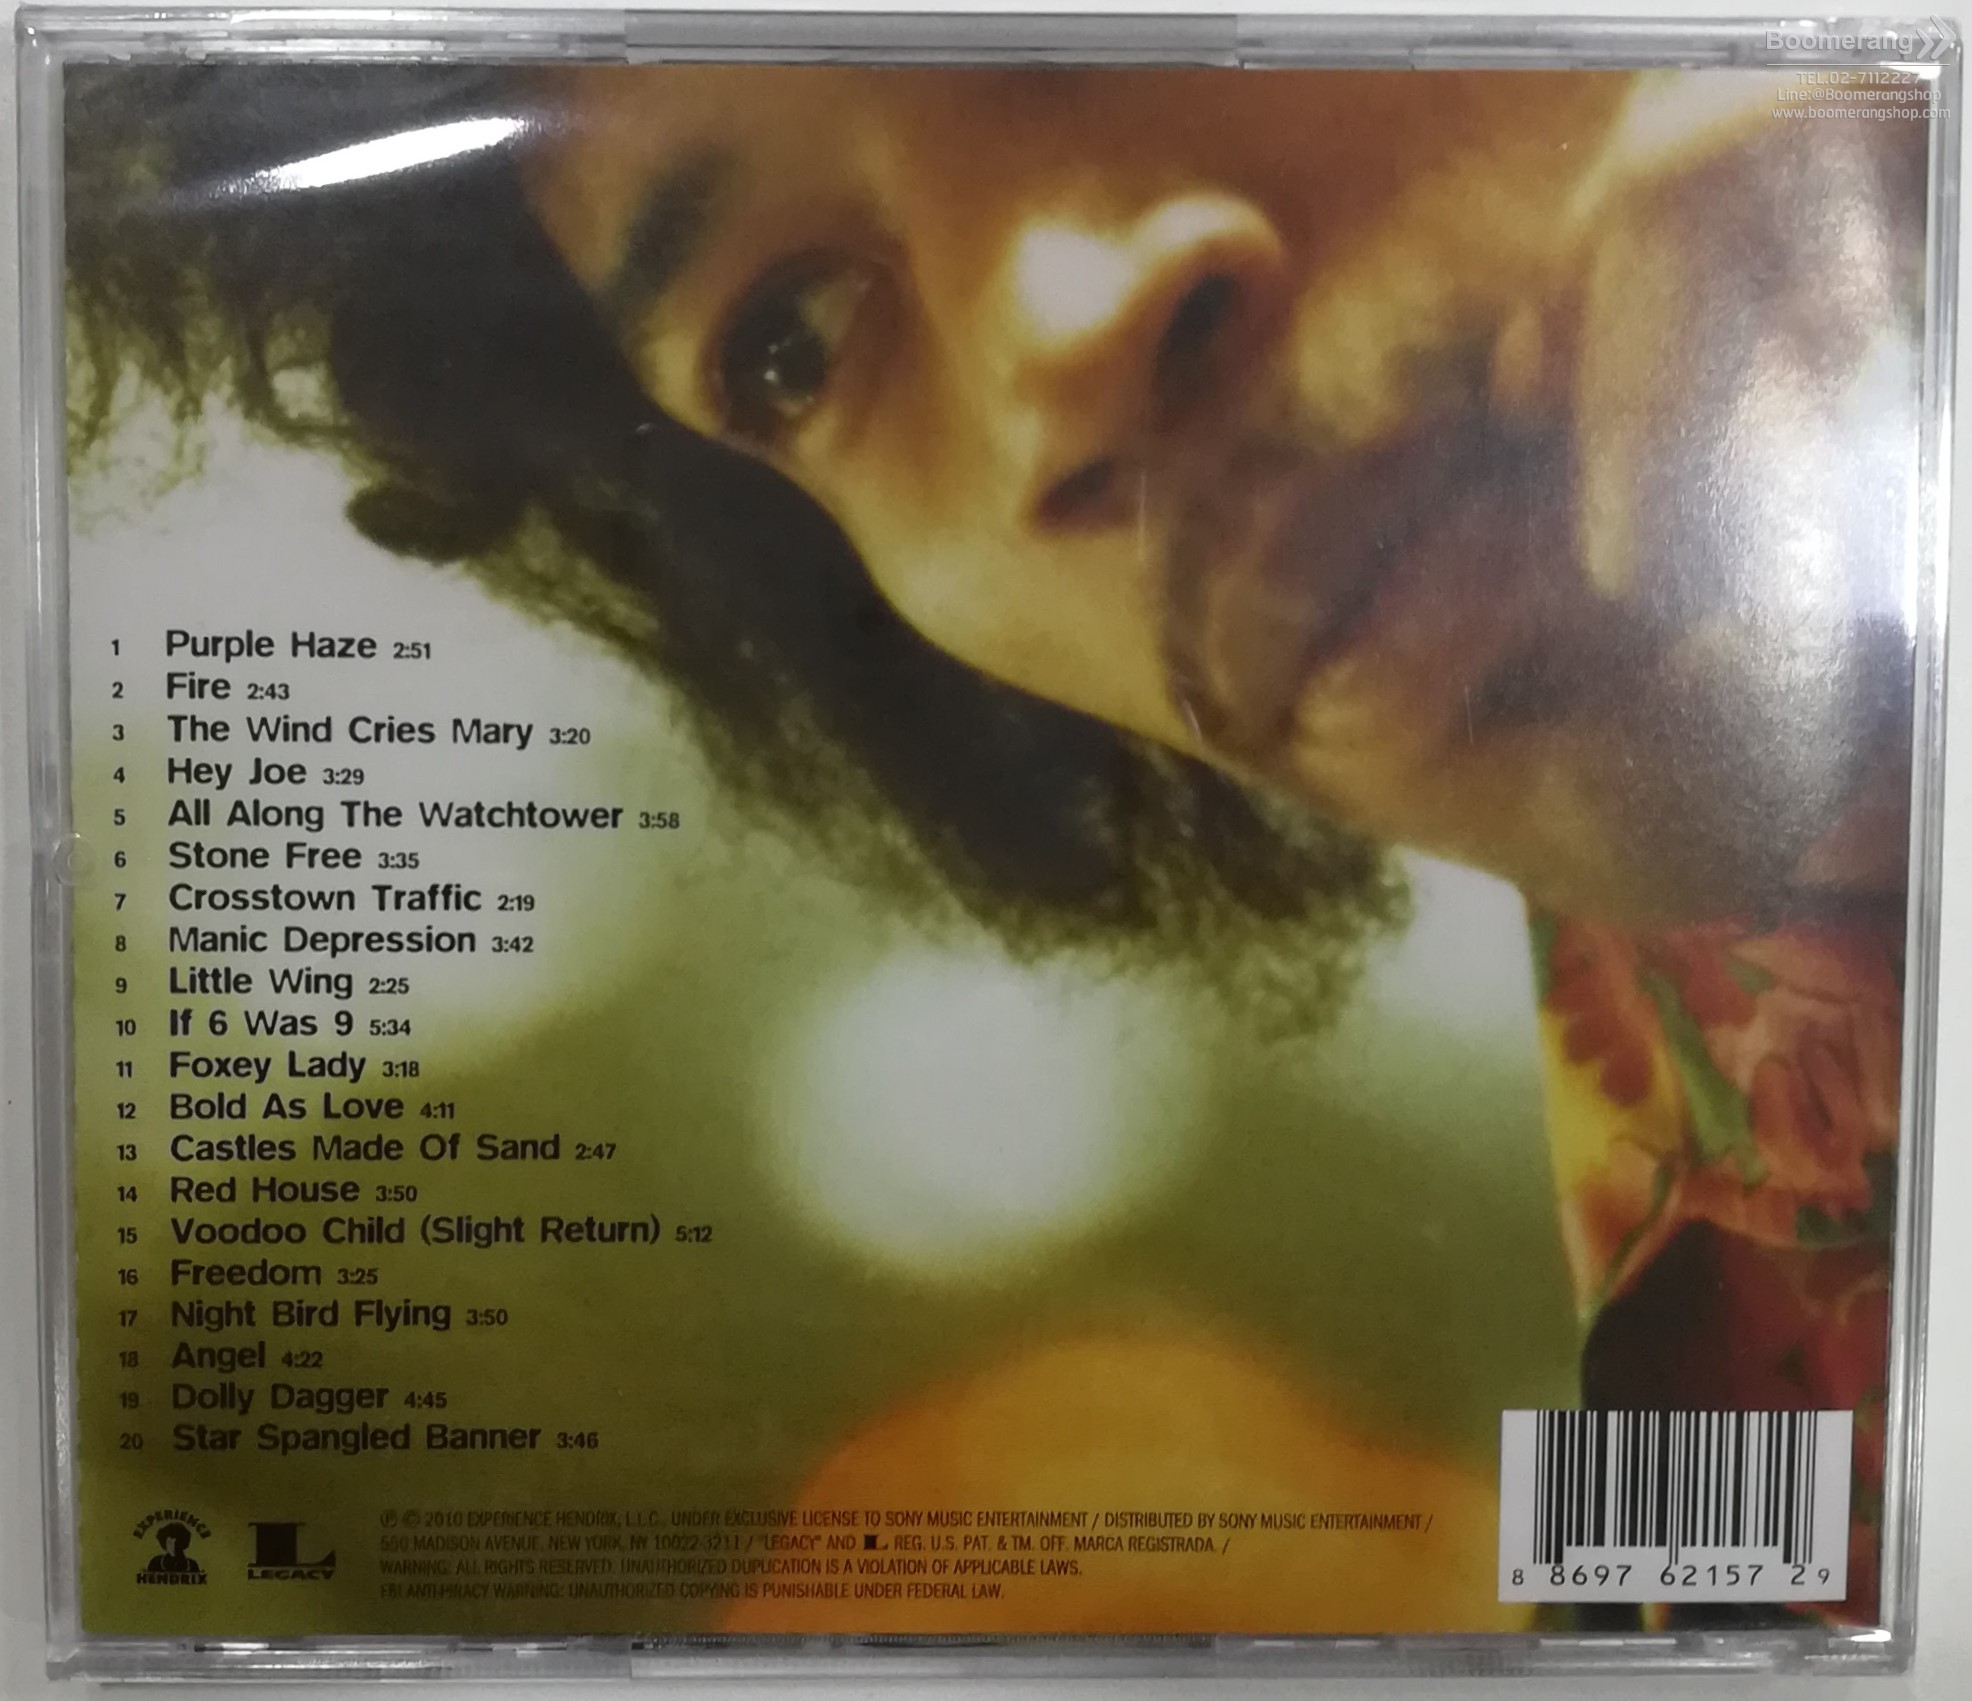 Boomerang
TEL.02-7112227
Line:@Boomerangshop
www.boomerangshop.com
1 Purple Haze 2:51
2 Fire 2:43
3 The Wind Cries Mary 3:20
4 Hey Joe 3:29
5 All Along The Watchtower 3:58
6 Stone Free 3:35
7 Crosstown Traffic 2:19
8 Manic Depression 3:42
9 Little Wing 2:25
10 If 6 Was 9 5:34
11 Foxey Lady 3:18
12 Bold As Love 4:11
13 Castles Made Of Sand 2:47
14 Red House 3:50
15 Voodoo Child (Slight Return) 5:12
16 Freedom 3:25
17 Night Bird Flying 3:50
18 Angel 4:22
19 Dolly Dagger 4:45
20 Star Spangled Banner 3:46
EXPERIENCE
HENDRIX
L
LEGACY
℗ © 2010 EXPERIENCE HENDRIX, L.L.C., UNDER EXCLUSIVE LICENSE TO SONY MUSIC ENTERTAINMENT / DISTRIBUTED BY SONY MUSIC ENTERTAINMENT /
550 MADISON AVENUE, NEW YORK, NY 10022-3211 / "LEGACY" AND L REG. U.S. PAT. & TM. OFF. MARCA REGISTRADA. /
WARNING: ALL RIGHTS RESERVED. UNAUTHORIZED DUPLICATION IS A VIOLATION OF APPLICABLE LAWS.
FBI ANTI-PIRACY WARNING: UNAUTHORIZED COPYING IS PUNISHABLE UNDER FEDERAL LAW.
8 8697 62157 2 9